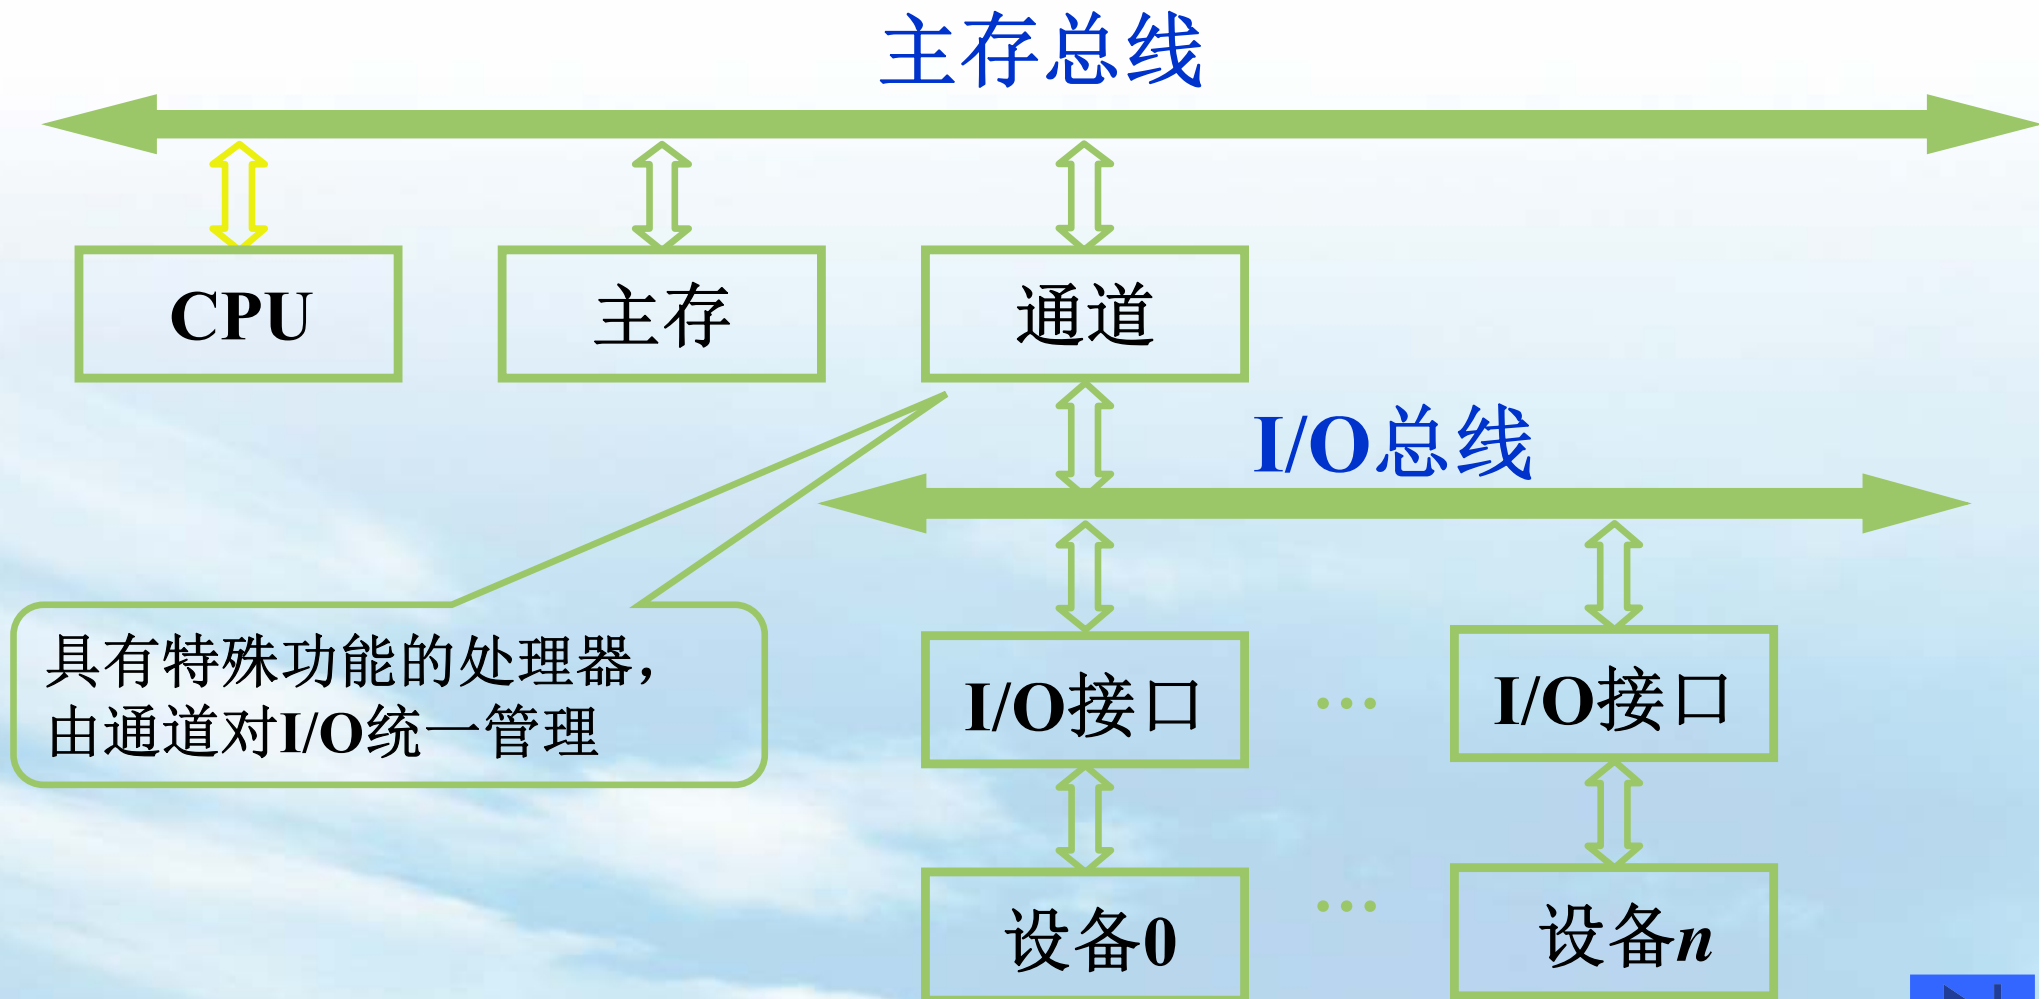 主存总线
CPU
主存
通道
I/O总线
具有特殊功能的处理器，
由通道对I/O统一管理
I/O接口
…
I/O接口
设备0
…
设备n